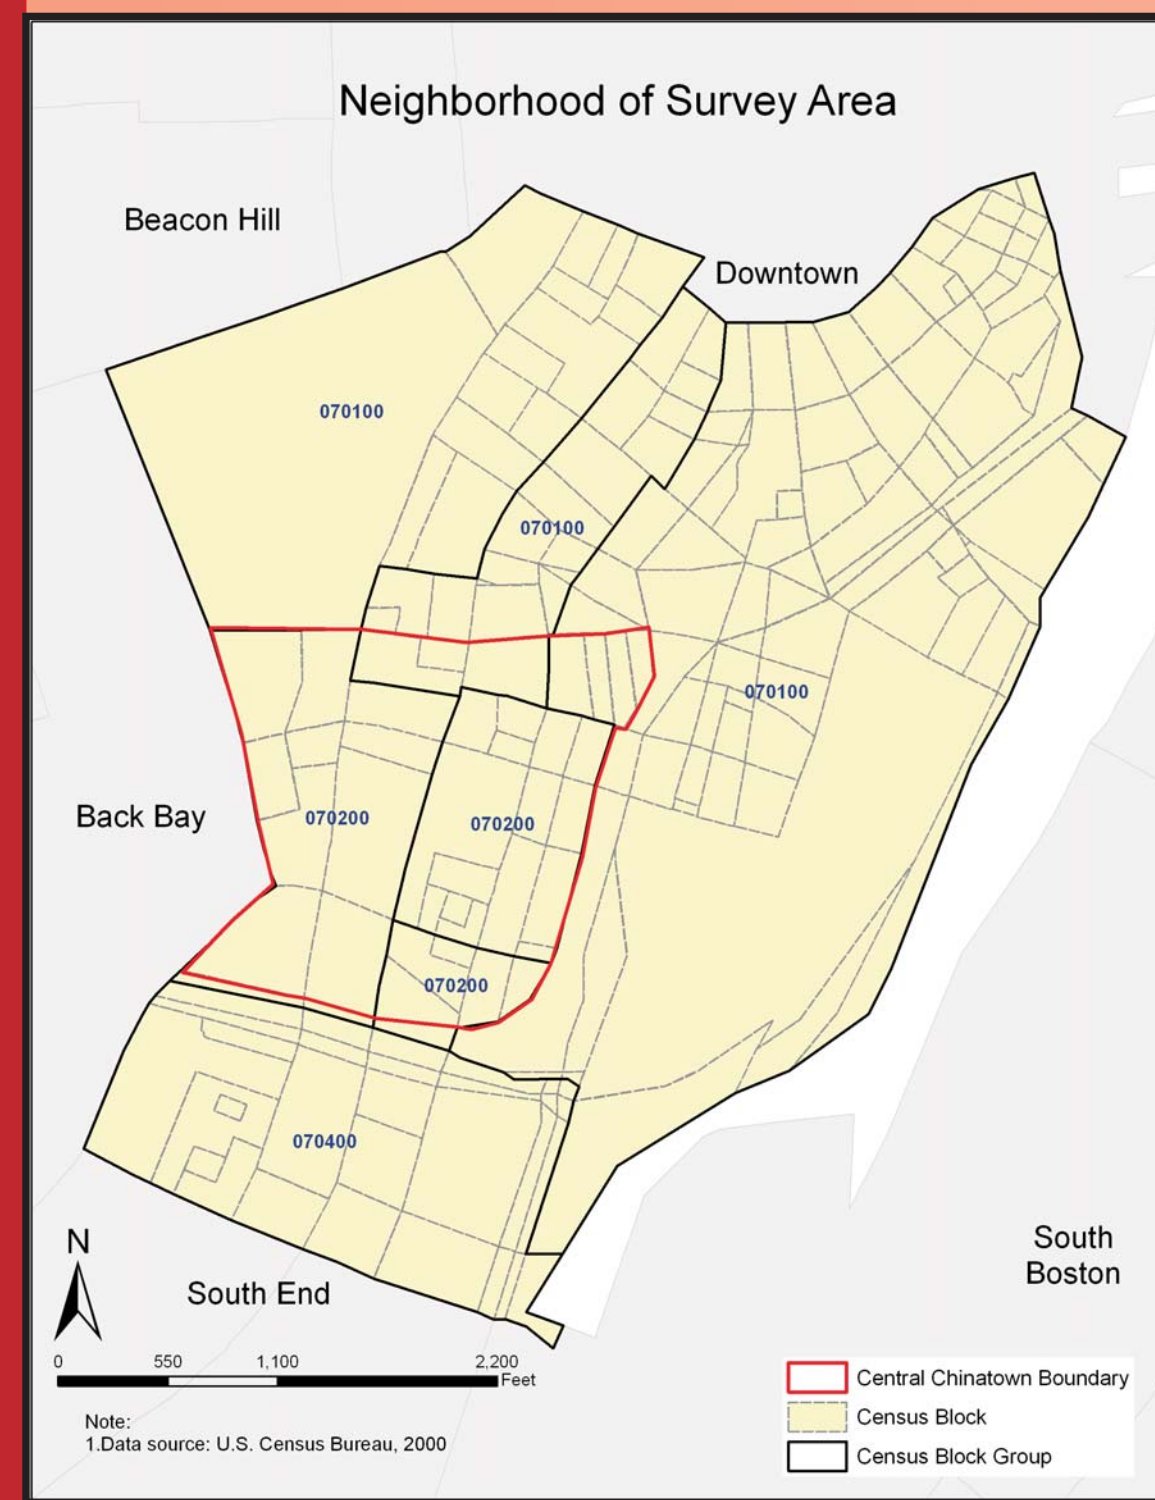 Neighborhood of Survey Area
Beacon Hill
Downtown
070100
070100
070100
Back Bay
070200
070200
070200
070400
N
South End
South
Boston
0 550 1,100 2,200
Feet
Note:
1.Data source: U.S. Census Bureau, 2000
Central Chinatown Boundary
Census Block
Census Block Group